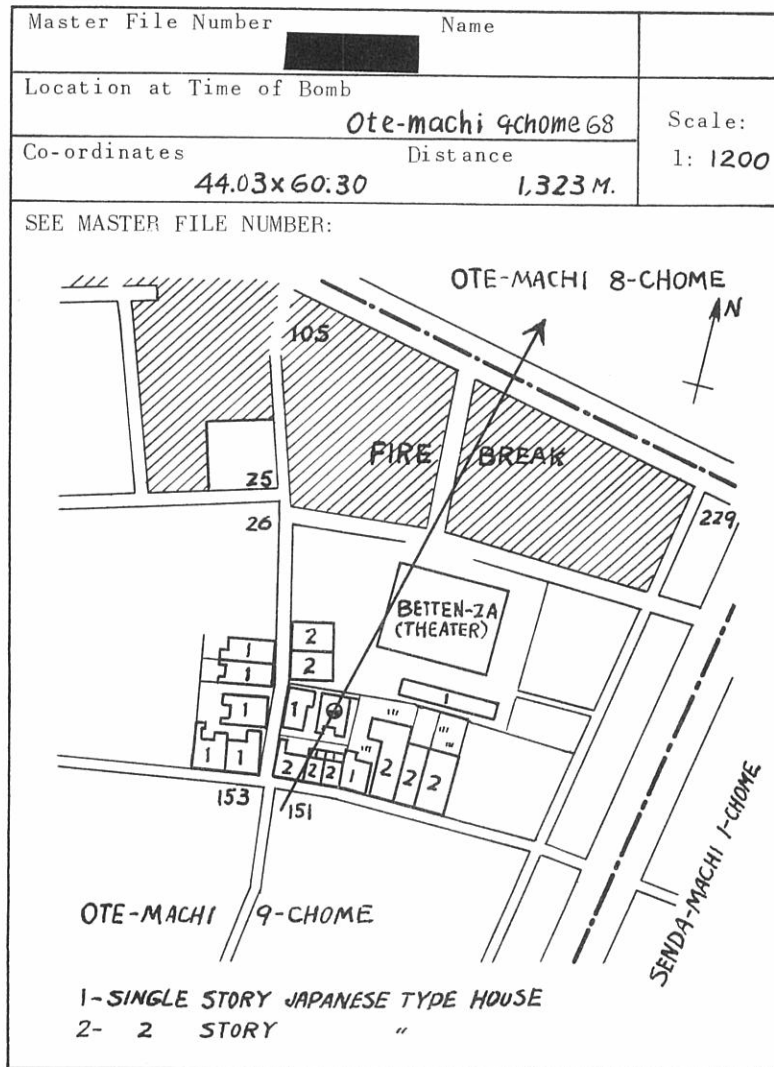 Master File Number Name
Location at Time of Bomb
Ote-machi 9chome 68
Scale:
1: 1200
Co-ordinates Distance
44.03 x 60.30 1,323 M.
SEE MASTER FILE NUMBER:
OTE-MACHI 8-CHOME
N
105
FIRE BREAK
25
26
229
BETTEN-ZA
(THEATER)
2
2
1
1
1
1
1
1
1
2
2
2
1
2
2
2
153
151
OTE-MACHI 9-CHOME
SENDA-MACHI 1-CHOME
1- SINGLE STORY JAPANESE TYPE HOUSE
2- 2 STORY "